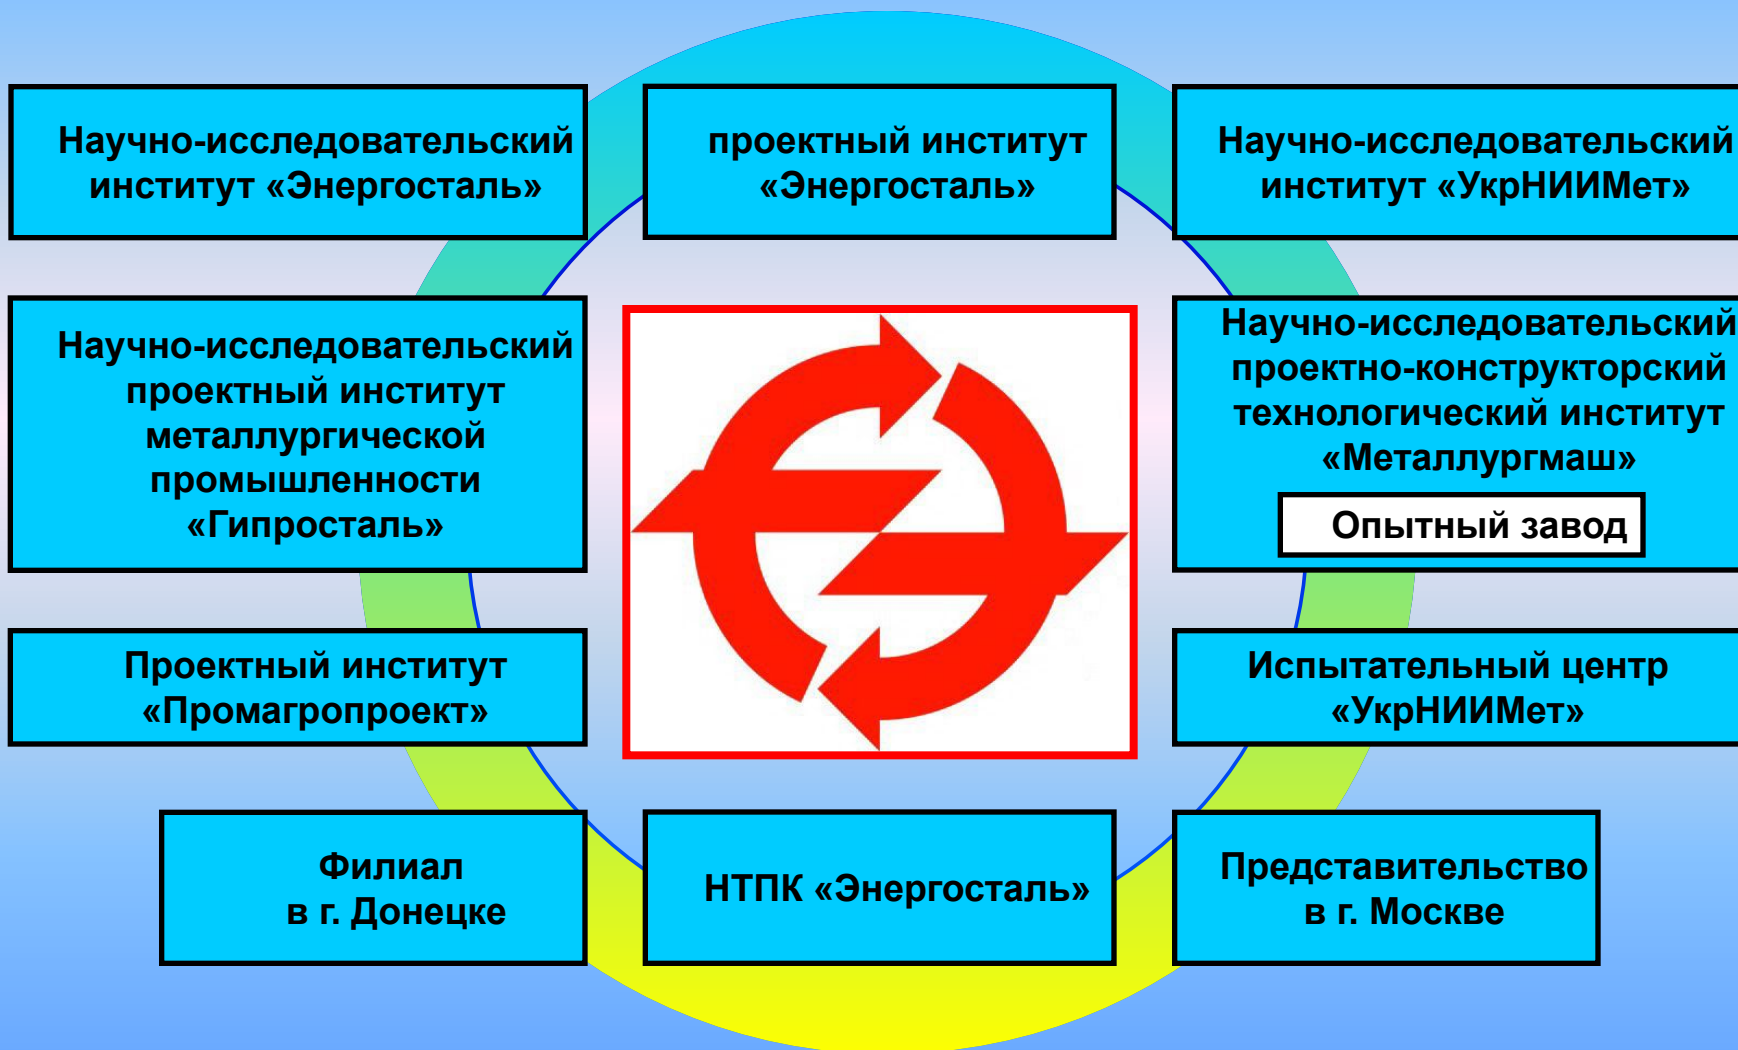 Научно-исследовательский
институт «Энергосталь»
проектный институт
«Энергосталь»
Научно-исследовательский
институт «УкрНИИМет»
Научно-исследовательский
проектный институт
металлургической
промышленности
«Гипросталь»
Научно-исследовательский
проектно-конструкторский
технологический институт
«Металлургмаш»
Опытный завод
Проектный институт
«Промагропроект»
Испытательный центр
«УкрНИИМет»
Филиал
в г. Донецке
НТПК «Энергосталь»
Представительство
в г. Москве